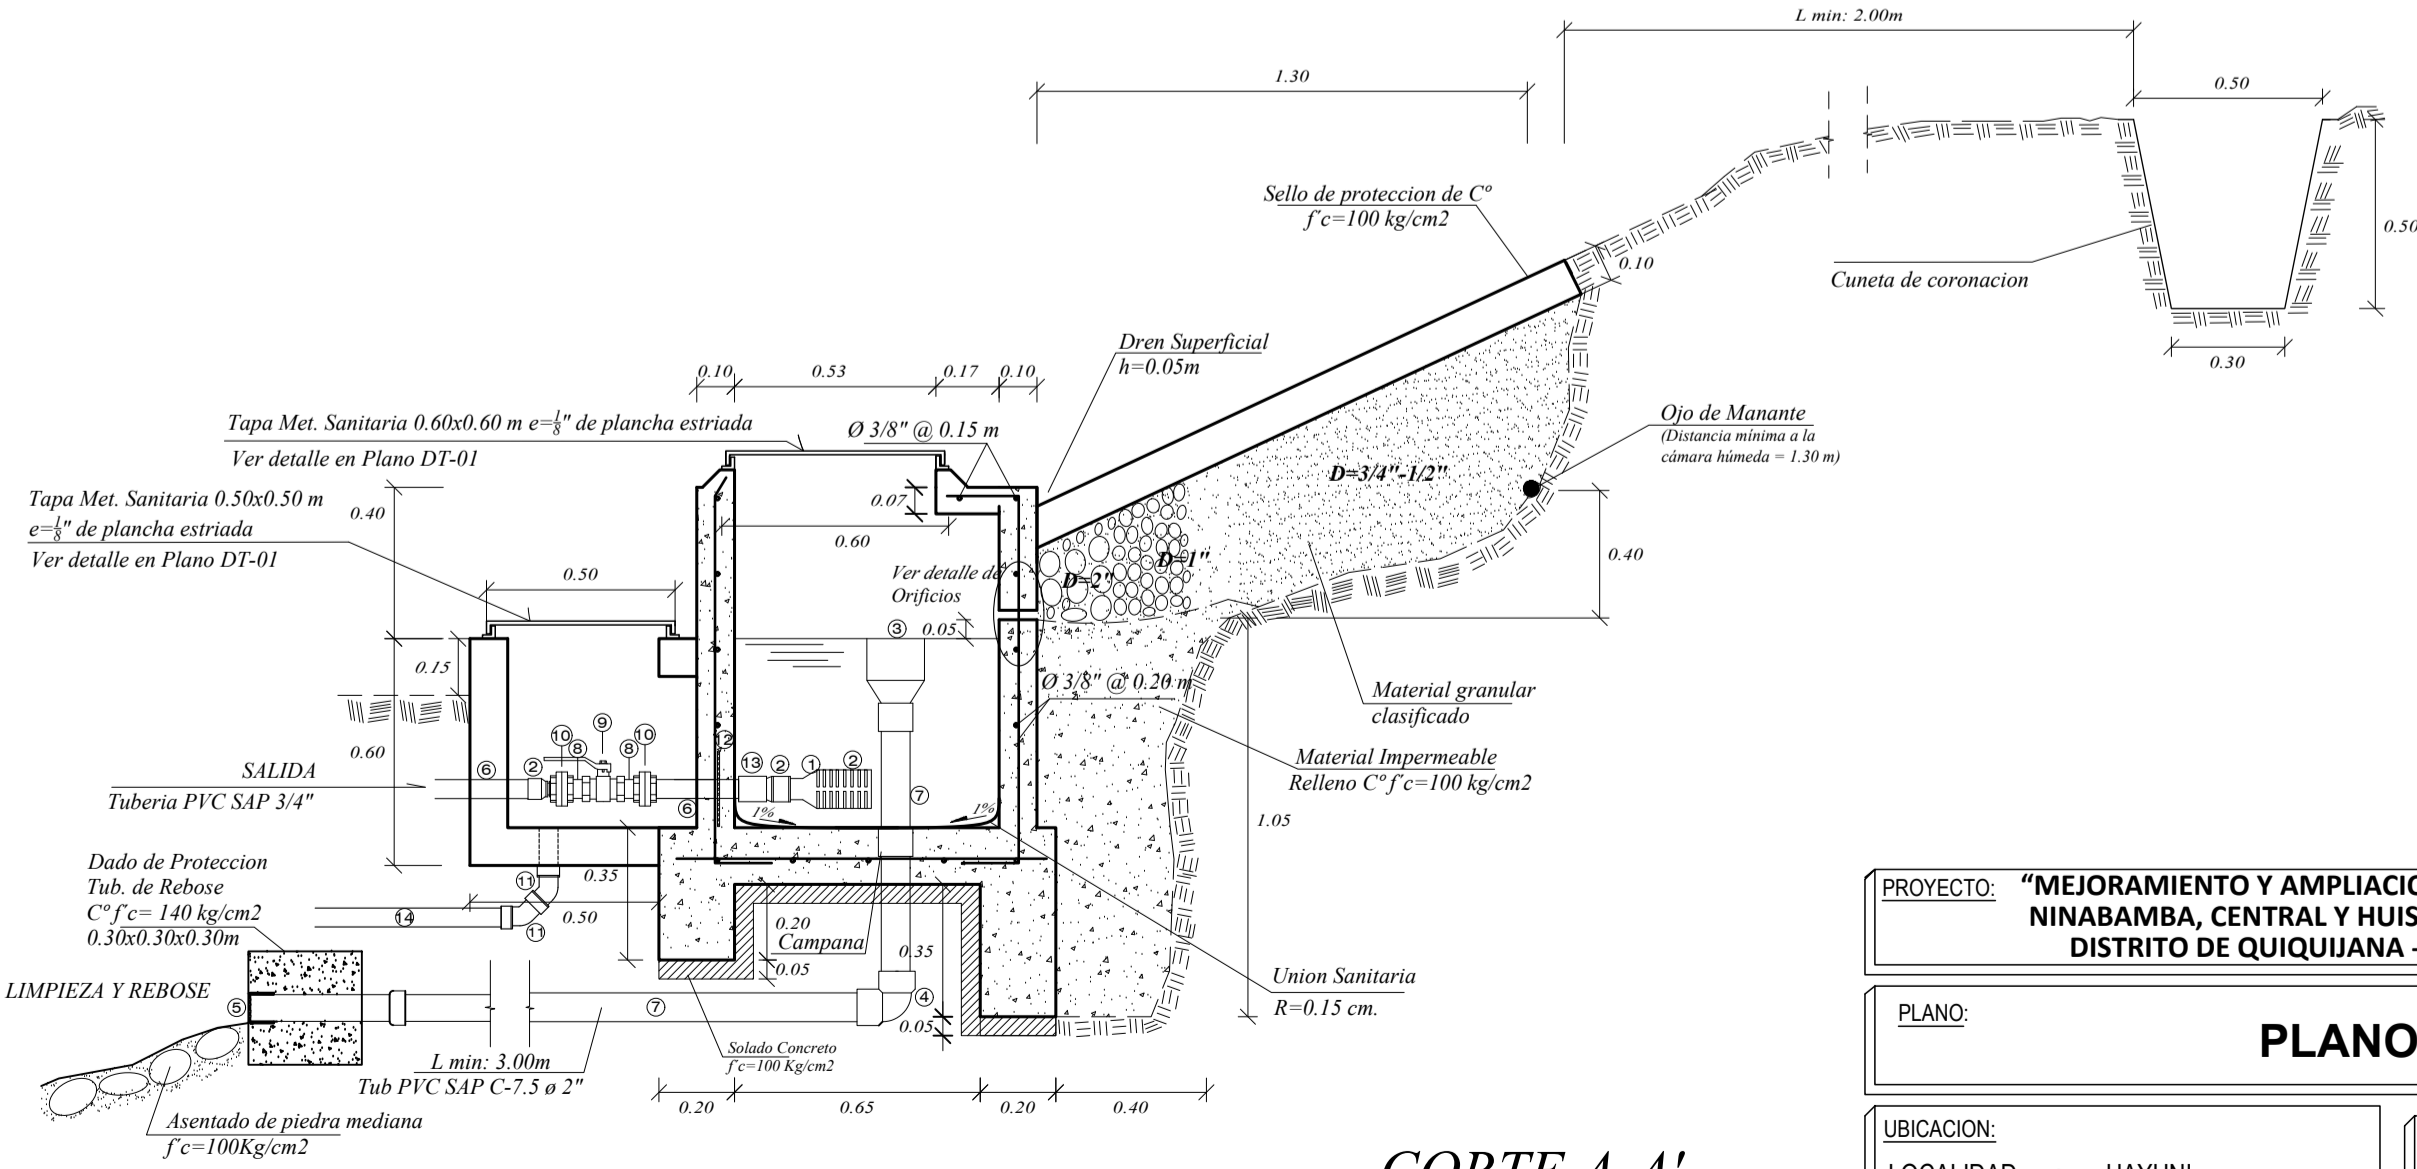 L min: 2.00m
1.30
0.50
0.50
0.30
Cuneta de coronacion
Sello de proteccion de Cº
f'c=100 kg/cm2
0.10
Dren Superficial
h=0.05m
0.10
0.53
0.17
0.10
Tapa Met. Sanitaria 0.60x0.60 m e=1/8" de plancha estriada
Ver detalle en Plano DT-01
Ø 3/8" @ 0.15 m
Ojo de Manante
(Distancia mínima a la
cámara húmeda = 1.30 m)
D=3/4"-1/2"
Tapa Met. Sanitaria 0.50x0.50 m
e=1/8" de plancha estriada
Ver detalle en Plano DT-01
0.40
0.07
0.60
0.40
D=1"
D=2"
0.50
Ver detalle de
Orificios
3
0.05
0.15
Ø 3/8" @ 0.20 m
Material granular
clasificado
0.60
Material Impermeable
Relleno Cº f'c=100 kg/cm2
10
8
9
8
10
12
13
2
1
2
6
2
6
7
SALIDA
Tuberia PVC SAP 3/4"
1%
1%
1.05
Dado de Proteccion
Tub. de Rebose
Cº f'c= 140 kg/cm2
0.30x0.30x0.30m
11
0.35
14
11
0.50
0.20
Campana
0.35
0.05
Union Sanitaria
R=0.15 cm.
LIMPIEZA Y REBOSE
5
7
4
0.05
L min: 3.00m
Tub PVC SAP C-7.5 ø 2"
Solado Concreto
f'c=100 Kg/cm2
0.20
0.65
0.20
0.40
Asentado de piedra mediana
f'c=100Kg/cm2
CORTE A-A'
PROYECTO: "MEJORAMIENTO Y AMPLIACIO
NINABAMBA, CENTRAL Y HUIS
DISTRITO DE QUIQUIJANA -
PLANO:
PLANO
UBICACION:
LOCALIDAD
UAYUNI